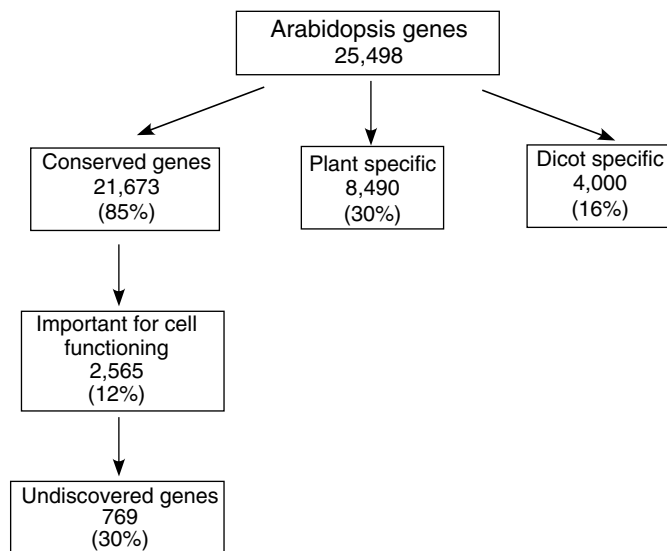 Arabidopsis genes
25,498
Conserved genes
21,673
(85%)
Plant specific
8,490
(30%)
Dicot specific
4,000
(16%)
Important for cell
functioning
2,565
(12%)
Undiscovered genes
769
(30%)